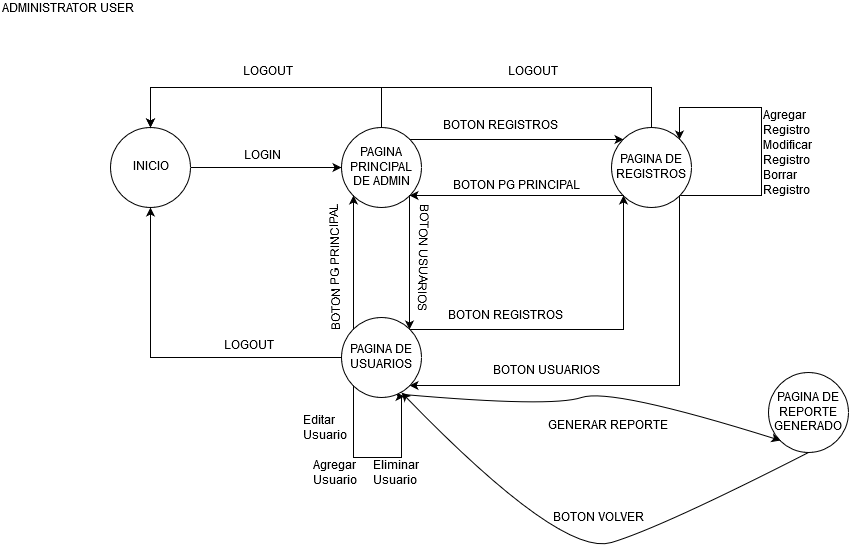 ADMINISTRATOR USER
LOGOUT
LOGOUT
INICIO
LOGIN
PAGINA
PRINCIPAL
DE ADMIN
BOTON REGISTROS
BOTON PG PRINCIPAL
PAGINA DE
REGISTROS
Agregar
Registro
Modificar
Registro
Borrar
Registro
BOTON PG PRINCIPAL
BOTON USUARIOS
LOGOUT
PAGINA DE
USUARIOS
BOTON REGISTROS
BOTON USUARIOS
Editar
Usuario
Agregar
Usuario
Eliminar
Usuario
GENERAR REPORTE
PAGINA DE
REPORTE
GENERADO
BOTON VOLVER